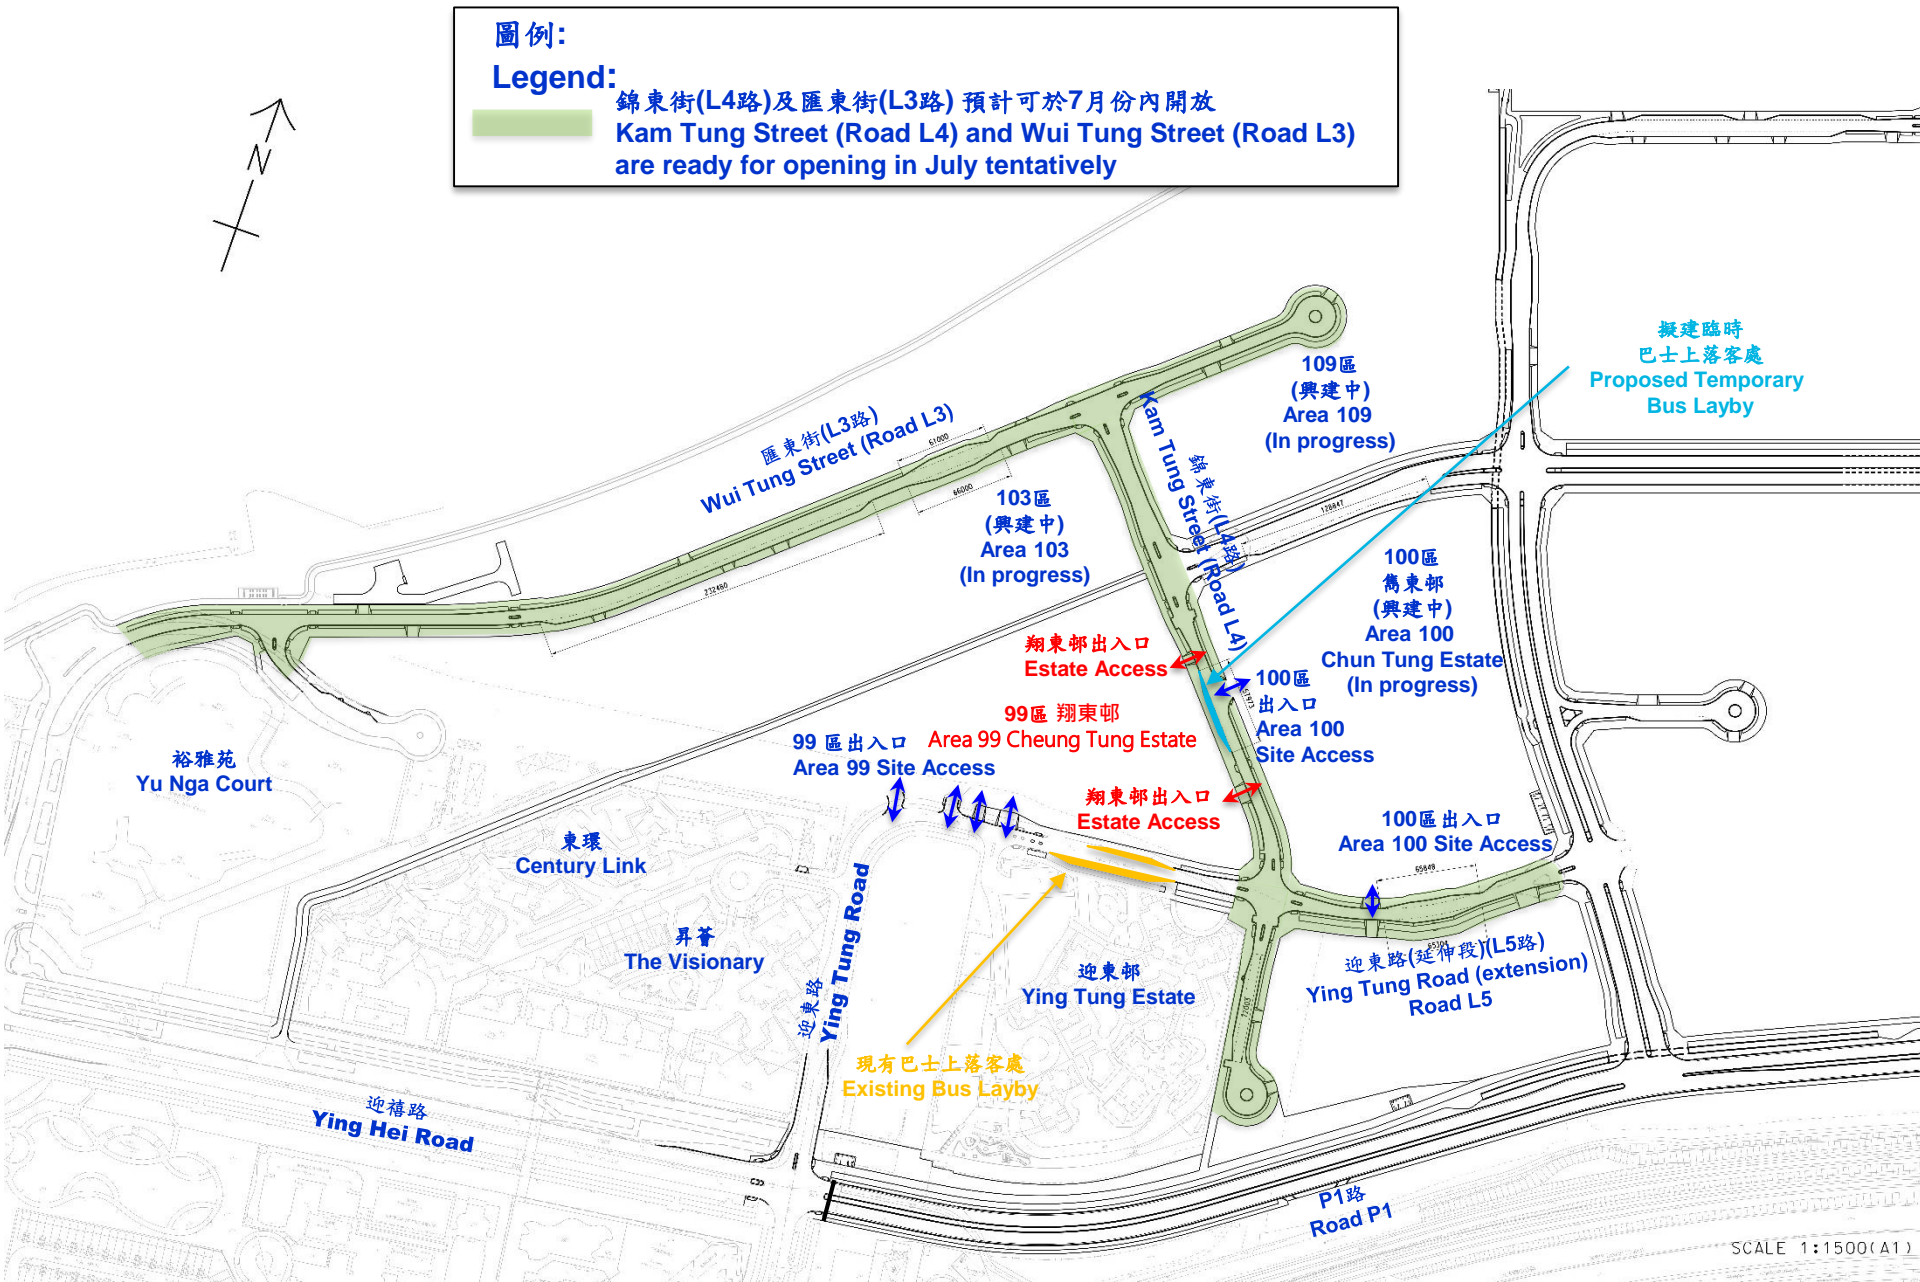 圖例:
Legend:
錦東街(L4路)及匯東街(L3路) 預計可於7月份內開放
Kam Tung Street (Road L4) and Wui Tung Street (Road L3)
are ready for opening in July tentatively
N
擬建臨時
巴士上落客處
Proposed Temporary
Bus Layby
109區
(興建中)
Area 109
(In progress)
匯東街(L3路)
Wui Tung Street (Road L3)
61000
66000
232460
128847
錦東街(L4路)
Kam Tung Street (Road L4)
103區
(興建中)
Area 103
(In progress)
100區
雋東邨
(興建中)
Area 100
Chun Tung Estate
(In progress)
翔東邨出入口
Estate Access
100區
出入口
Area 100
Site Access
99區 翔東邨
Area 99 Cheung Tung Estate
99 區出入口
Area 99 Site Access
裕雅苑
Yu Nga Court
翔東邨出入口
Estate Access
100區出入口
Area 100 Site Access
東環
Century Link
65848
65304
昇薈
The Visionary
迎東路
Ying Tung Road
迎東邨
Ying Tung Estate
迎東路(延伸段)(L5路)
Ying Tung Road (extension)
Road L5
現有巴士上落客處
Existing Bus Layby
迎禧路
Ying Hei Road
P1路
Road P1
SCALE 1:1500(A1)